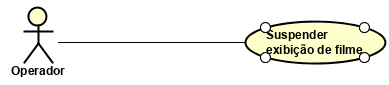 Suspender
exibição de filme
Operador